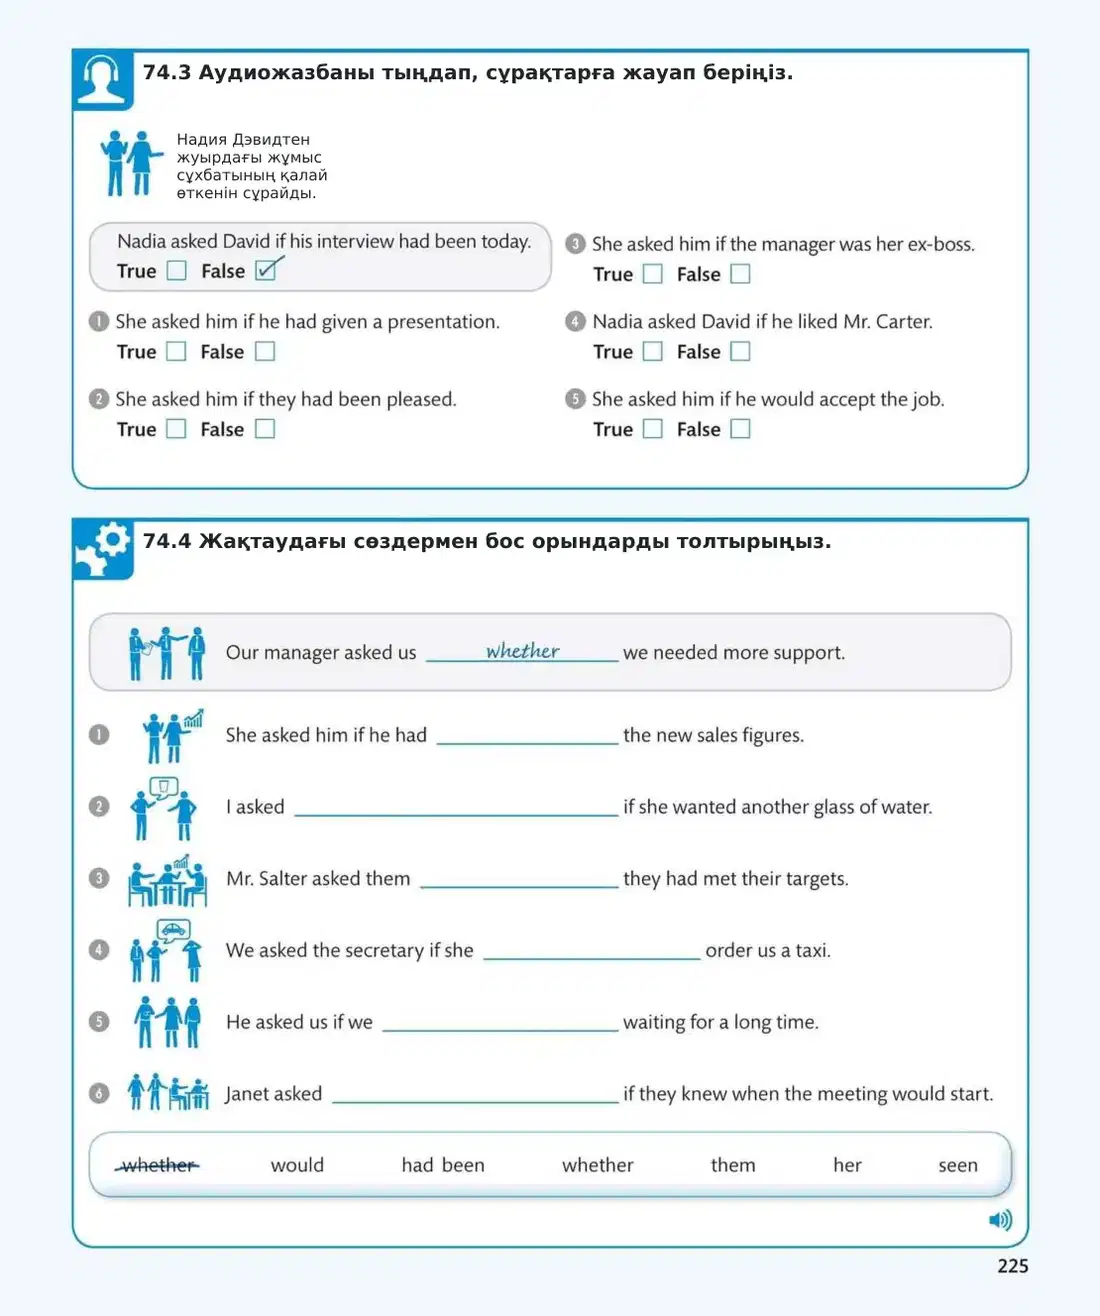 74.3 Аудиожазбаны тыңдап, сұрақтарға жауап беріңіз.
Надия Дэвидтен
жуырдағы жұмыс
сұхбатының қалай
өткенін сұрайды.
Nadia asked David if his interview had been today.
True False
1 She asked him if he had given a presentation.
True False
2 She asked him if they had been pleased.
True False
3 She asked him if the manager was her ex-boss.
True False
4 Nadia asked David if he liked Mr. Carter.
True False
5 She asked him if he would accept the job.
True False
74.4 Жақтаудағы сөздермен бос орындарды толтырыңыз.
Our manager asked us whether we needed more support.
1 She asked him if he had the new sales figures.
2 I asked if she wanted another glass of water.
3 Mr. Salter asked them they had met their targets.
4 We asked the secretary if she order us a taxi.
5 He asked us if we waiting for a long time.
6 Janet asked if they knew when the meeting would start.
whether would had been whether them her seen
225